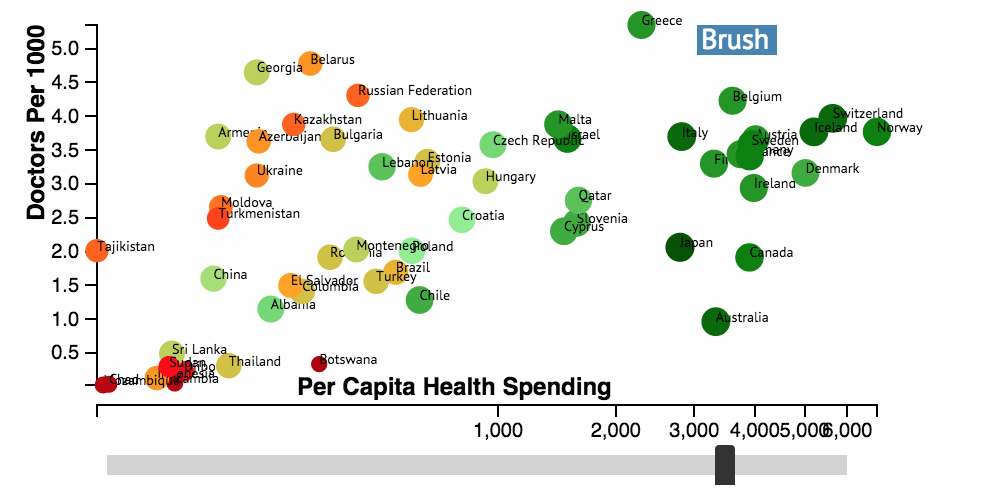 Greece
Brush
5.0
Belarus
Georgia
4.5
Russian Federation
Belgium
4.0
Kazakhstan
Lithuania
Malta
Switzerland
Iceland
Norway
Azerbaijan
Bulgaria
Italy
Austria
Sweden
3.5
Czech Republic
Estonia
Lebanon
Latvia
Denmark
Ukraine
Hungary
Ireland
3.0
Qatar
Moldova
Turkmenistan
2.5
Croatia
Slovenia
Cyprus
2.0
Tajikistan
Montenegro
Poland
Japan
Canada
Brazil
China
Turkey
1.5
El Salvador
Colombia
Chile
Albania
1.0
Australia
Sri Lanka
0.5
Sudan
Thailand
Botswana
Chad
Zambia
Doctors Per 1000
Per Capita Health Spending
1,000
2,000
3,000
4,000
5,000
6,000